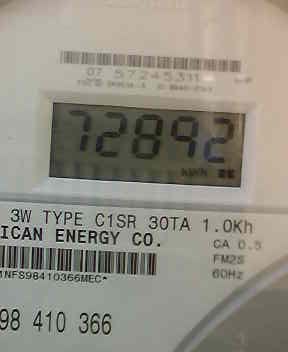 07 57245311
72892
kWh
3W TYPE C1SR 30TA 1.0Kh
ICAN ENERGY CO.
CA 0.5
FM2S
60Hz
1NFS98410366MEC*
98 410 366